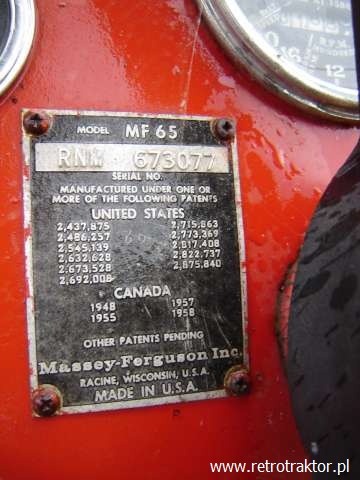 MODEL MF 65
RNM 673077
SERIAL NO.
MANUFACTURED UNDER ONE OR
MORE OF THE FOLLOWING PATENTS
UNITED STATES
2,437,875 2,715,863
2,486,257 2,773,369
2,545,139 2,817,408
2,632,628 2,822,737
2,673,528 2,875,840
2,692,008
CANADA
1948 1957
1955 1958
OTHER PATENTS PENDING
Massey-Ferguson Inc.
RACINE, WISCONSIN, U.S.A.
MADE IN U.S.A.
www.retrotraktor.pl